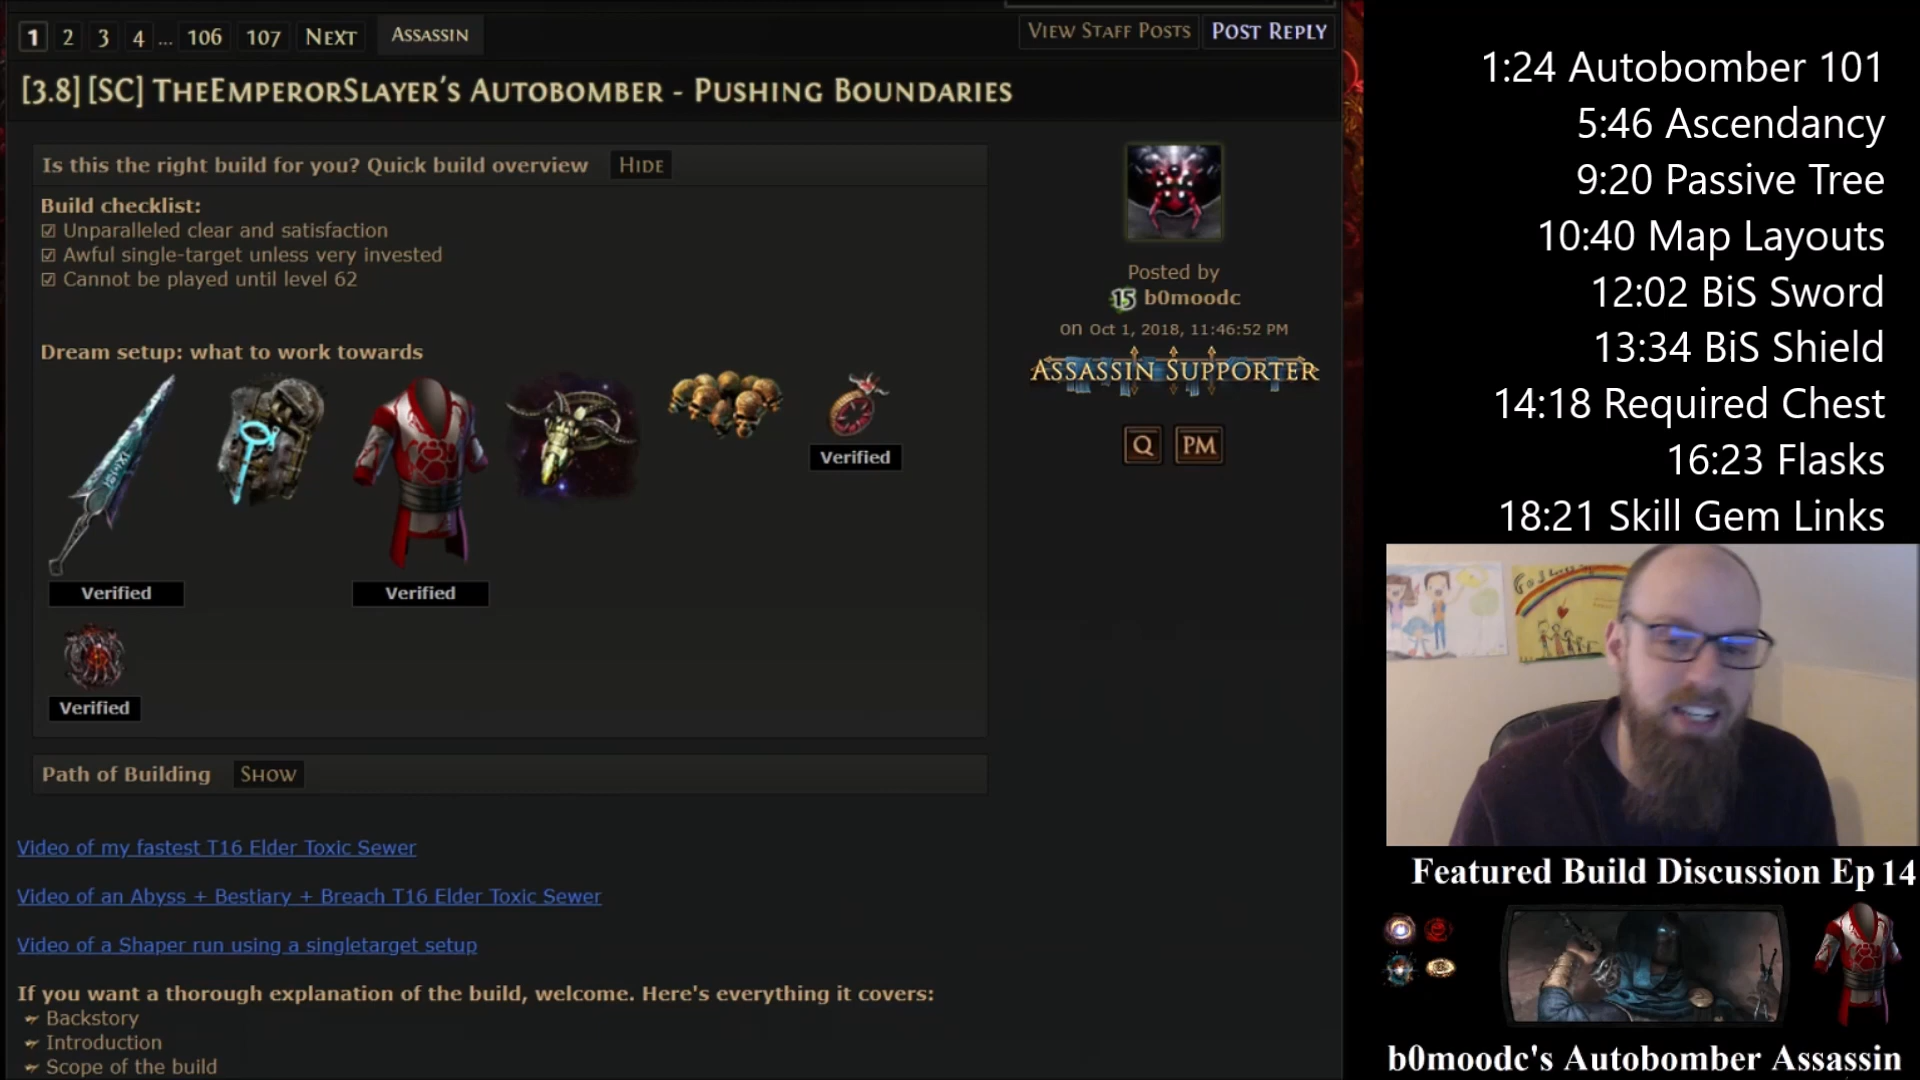 1 2 3 4 ... 106 107 Next Assassin
View Staff Posts Post Reply
[3.8][SC] TheEmperorSlayer's Autobomber - Pushing Boundaries
Is this the right build for you? Quick build overview Hide
Build checklist:
☑ Unparalleled clear and satisfaction
☑ Awful single-target unless very invested
☑ Cannot be played until level 62
Dream setup: what to work towards
Verified
Verified
Verified
Verified
Path of Building Show
Video of my fastest T16 Elder Toxic Sewer
Video of an Abyss + Bestiary + Breach T16 Elder Toxic Sewer
Video of a Shaper run using a singletarget setup
If you want a thorough explanation of the build, welcome. Here's everything it covers:
Backstory
Introduction
Scope of the build
Posted by
15 b0moodc
on Oct 1, 2018, 11:46:52 PM
Assassin Supporter
Q PM
1:24 Autobomber 101
5:46 Ascendancy
9:20 Passive Tree
10:40 Map Layouts
12:02 BiS Sword
13:34 BiS Shield
14:18 Required Chest
16:23 Flasks
18:21 Skill Gem Links
Featured Build Discussion Ep 14
b0moodc's Autobomber Assassin